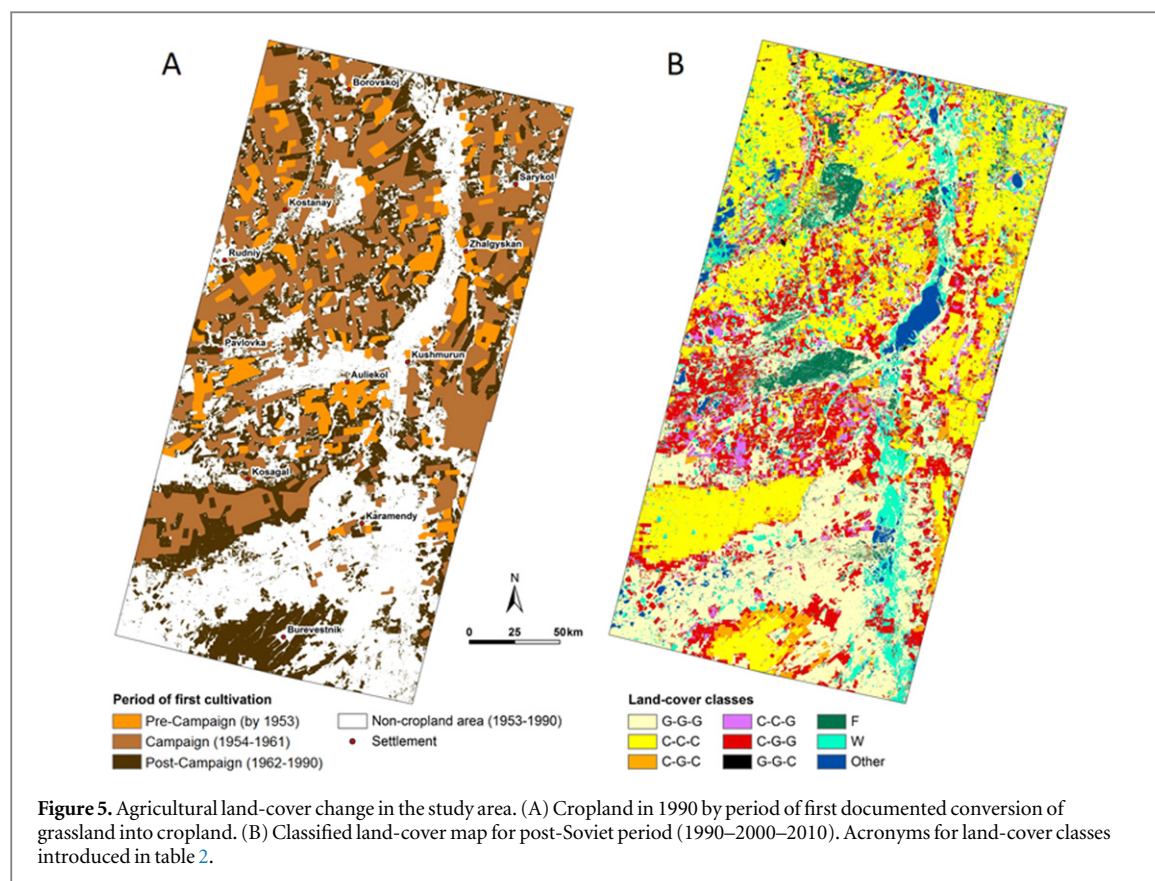 A
B
Borovskoj
Sarykol
Kostanay
Zhalgyskan
Rudniy
Pavlovka
Kushmurun
Auliekol
Kosagal
Karamendy
N
Burevestnik
0 25 50 km
Period of first cultivation
Pre-Campaign (by 1953)
Non-cropland area (1953-1990)
Campaign (1954-1961)
Settlement
Post-Campaign (1962-1990)
Land-cover classes
G-G-G
C-C-G
F
C-C-C
C-G-G
W
C-G-C
G-G-C
Other
Figure 5. Agricultural land-cover change in the study area. (A) Cropland in 1990 by period of first documented conversion of
grassland into cropland. (B) Classified land-cover map for post-Soviet period (1990–2000–2010). Acronyms for land-cover classes
introduced in table 2.